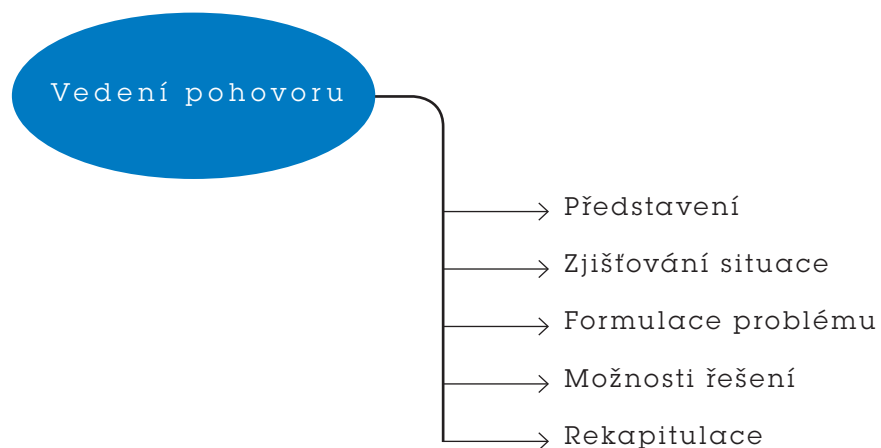 Vedení pohovoru
Představení
Zjišťování situace
Formulace problému
Možnosti řešení
Rekapitulace